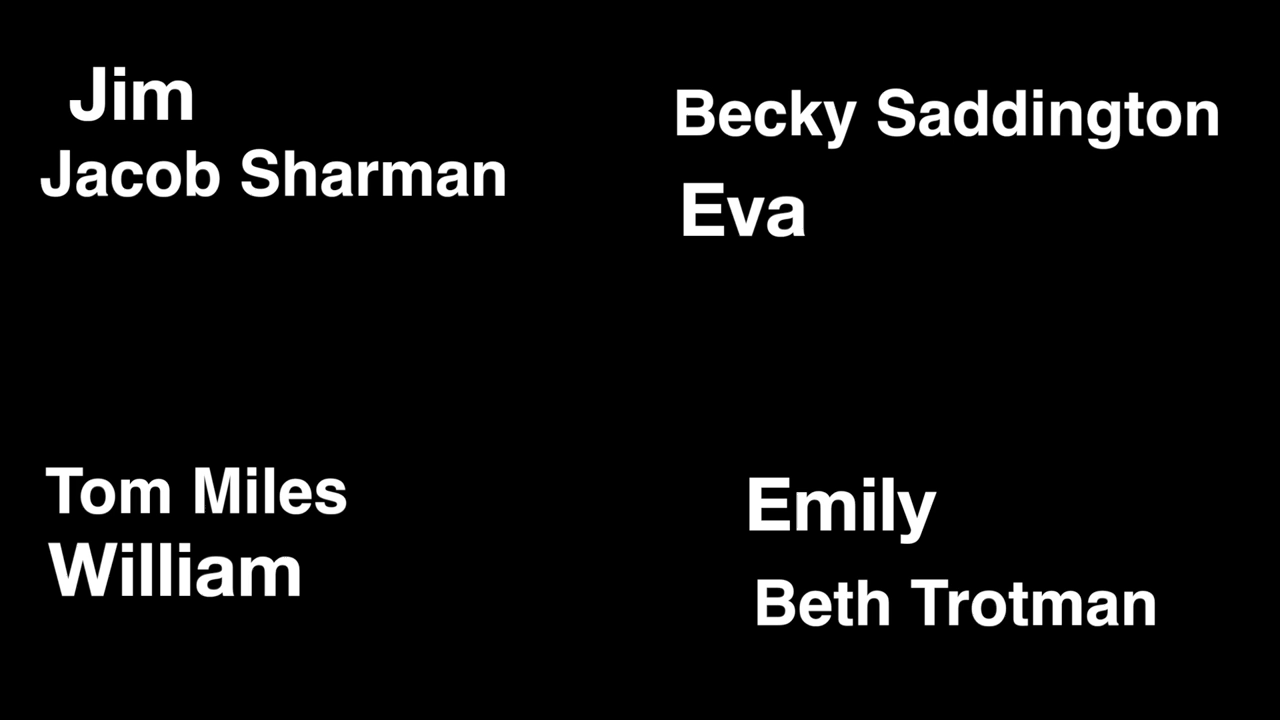 Jim
Jacob Sharman
Becky Saddington
Eva
Tom Miles
William
Emily
Beth Trotman